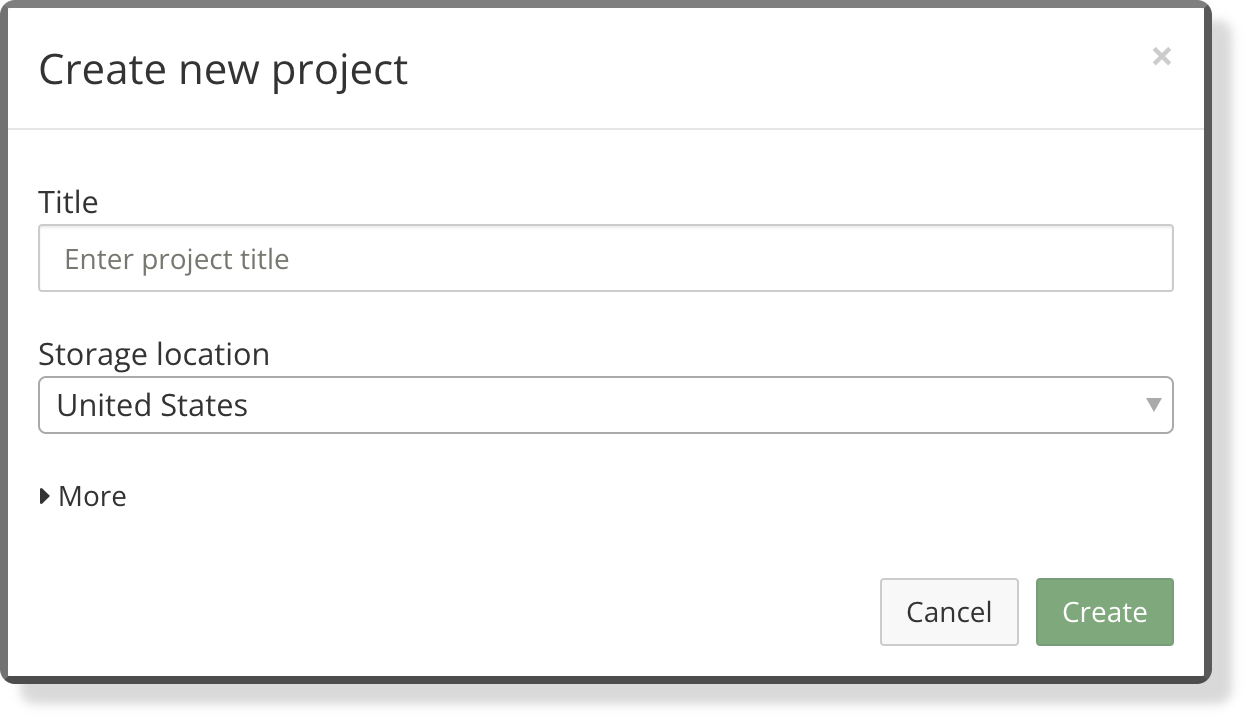 Create new project
×
Title
Enter project title
Storage location
United States
More
Cancel
Create